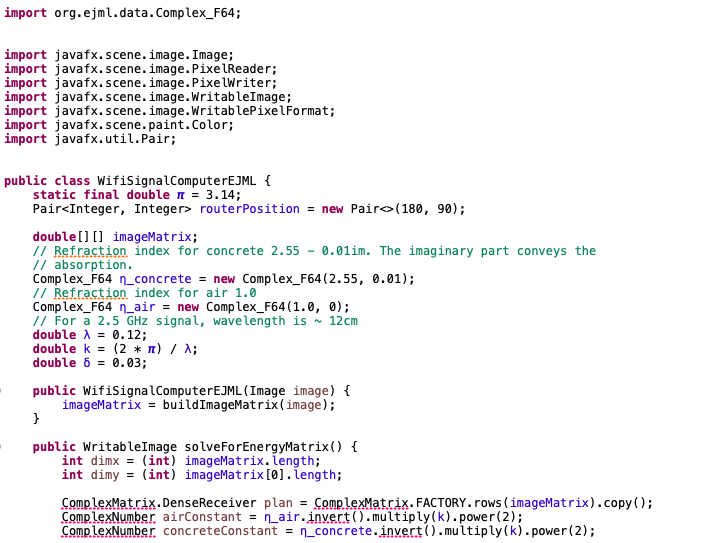 import org.ejml.data.Complex_F64;
import javafx.scene.image.Image;
import javafx.scene.image.PixelReader;
import javafx.scene.image.PixelWriter;
import javafx.scene.image.WritableImage;
import javafx.scene.image.WritablePixelFormat;
import javafx.scene.paint.Color;
import javafx.util.Pair;
public class WifiSignalComputerEJML {
static final double π = 3.14;
Pair<Integer, Integer> routerPosition = new Pair<>(180, 90);
double[][] imageMatrix;
// Refraction index for concrete 2.55 - 0.01im. The imaginary part conveys the
// absorption.
Complex_F64 η_concrete = new Complex_F64(2.55, 0.01);
// Refraction index for air 1.0
Complex_F64 η_air = new Complex_F64(1.0, 0);
// For a 2.5 GHz signal, wavelength is ~ 12cm
double λ = 0.12;
double k = (2 * π) / λ;
double δ = 0.03;
public WifiSignalComputerEJML(Image image) {
imageMatrix = buildImageMatrix(image);
}
public WritableImage solveForEnergyMatrix() {
int dimx = (int) imageMatrix.length;
int dimy = (int) imageMatrix[0].length;
ComplexMatrix.DenseReceiver plan = ComplexMatrix.FACTORY.rows(imageMatrix).copy();
ComplexNumber airConstant = η_air.invert().multiply(k).power(2);
ComplexNumber concreteConstant = η_concrete.invert().multiply(k).power(2);